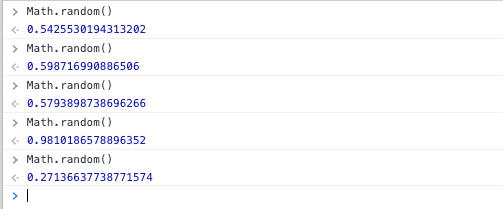 > Math.random()
<· 0.5425530194313202
> Math.random()
<· 0.598716990886506
> Math.random()
<· 0.5793898738696266
> Math.random()
<· 0.9810186578896352
> Math.random()
<· 0.27136637738771574
>